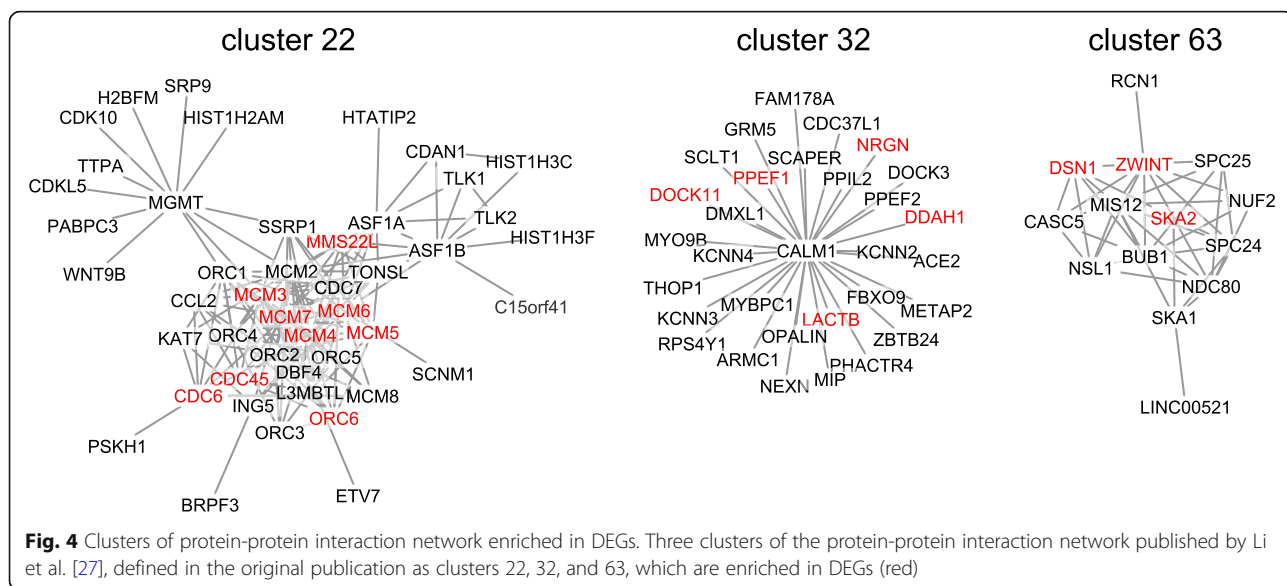 cluster 22
cluster 32
cluster 63
SRP9
H2BFM
CDK10
HIST1H2AM
TTPA
CDKL5
MGMT
PABPC3
WNT9B
HTATIP2
CDAN1
HIST1H3C
TLK1
TLK2
ASF1A
HIST1H3F
ASF1B
C15orf41
SSRP1
MMS22L
ORC1
MCM2
TONSL
CDC7
MCM3
CCL2
MCM7
MCM6
KAT7
ORC4
MCM4
MCM5
ORC2
ORC5
DBF4
SCNM1
CDC45
CDC6
L3MBTL
MCM8
ING5
ORC6
ORC3
PSKH1
BRPF3
ETV7
FAM178A
GRM5
CDC37L1
NRGN
SCLT1
SCAPER
PPEF1
PPIL2
DOCK3
DOCK11
PPEF2
DMXL1
DDAH1
MYO9B
KCNN4
CALM1
KCNN2
ACE2
THOP1
MYBPC1
FBXO9
METAP2
KCNN3
LACTB
RPS4Y1
OPALIN
ZBTB24
ARMC1
PHACTR4
NEXN
MIP
RCN1
DSN1
ZWINT
SPC25
MIS12
NUF2
CASC5
SKA2
SPC24
NSL1
BUB1
NDC80
SKA1
LINC00521
Fig. 4 Clusters of protein-protein interaction network enriched in DEGs. Three clusters of the protein-protein interaction network published by Li
et al. [27], defined in the original publication as clusters 22, 32, and 63, which are enriched in DEGs (red)